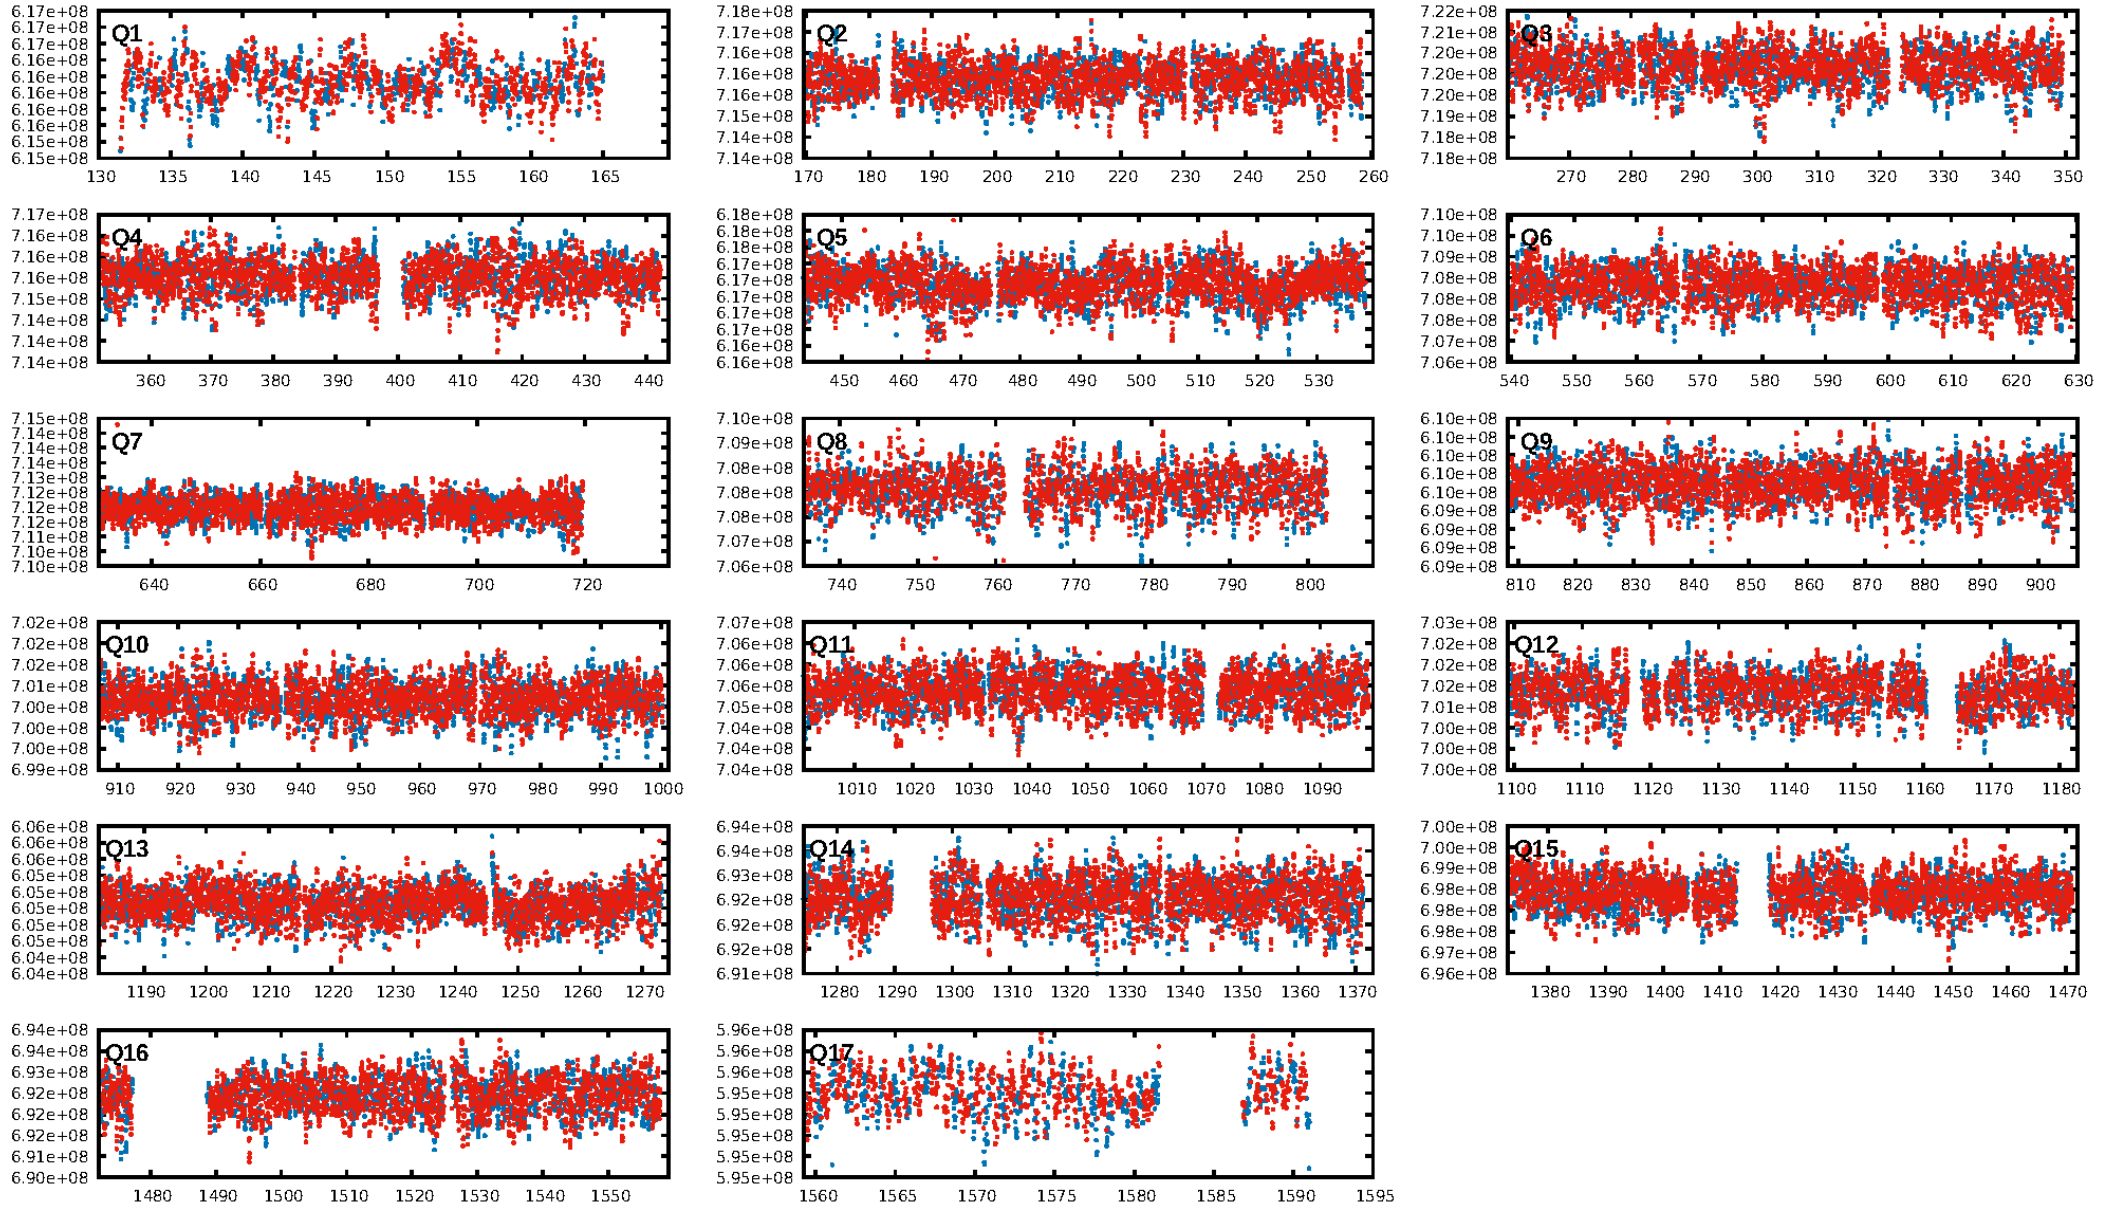 Q1
6.17e+08
6.17e+08
6.17e+08
6.16e+08
6.16e+08
6.16e+08
6.16e+08
6.16e+08
6.15e+08
6.15e+08
130 135 140 145 150 155 160 165
Q2
7.18e+08
7.17e+08
7.16e+08
7.16e+08
7.16e+08
7.15e+08
7.14e+08
7.14e+08
170 180 190 200 210 220 230 240 250 260
Q3
7.22e+08
7.21e+08
7.20e+08
7.20e+08
7.20e+08
7.19e+08
7.18e+08
7.18e+08
270 280 290 300 310 320 330 340 350
Q4
7.17e+08
7.16e+08
7.16e+08
7.15e+08
7.15e+08
7.14e+08
7.14e+08
7.14e+08
360 370 380 390 400 410 420 430 440
Q5
6.18e+08
6.18e+08
6.18e+08
6.17e+08
6.17e+08
6.17e+08
6.17e+08
6.17e+08
6.16e+08
6.16e+08
450 460 470 480 490 500 510 520 530
Q6
7.10e+08
7.10e+08
7.09e+08
7.08e+08
7.08e+08
7.08e+08
7.07e+08
7.06e+08
540 550 560 570 580 590 600 610 620 630
Q7
7.15e+08
7.14e+08
7.14e+08
7.14e+08
7.13e+08
7.12e+08
7.12e+08
7.12e+08
7.11e+08
7.10e+08
7.10e+08
640 660 680 700 720
Q8
7.10e+08
7.09e+08
7.08e+08
7.08e+08
7.08e+08
7.07e+08
7.06e+08
740 750 760 770 780 790 800
Q9
6.10e+08
6.10e+08
6.10e+08
6.10e+08
6.10e+08
6.09e+08
6.09e+08
6.09e+08
6.09e+08
810 820 830 840 850 860 870 880 890 900
Q10
7.02e+08
7.02e+08
7.02e+08
7.01e+08
7.00e+08
7.00e+08
7.00e+08
6.99e+08
910 920 930 940 950 960 970 980 990 1000
Q11
7.07e+08
7.06e+08
7.06e+08
7.06e+08
7.05e+08
7.04e+08
7.04e+08
7.04e+08
1010 1020 1030 1040 1050 1060 1070 1080 1090
Q12
7.03e+08
7.02e+08
7.02e+08
7.02e+08
7.01e+08
7.00e+08
7.00e+08
7.00e+08
1100 1110 1120 1130 1140 1150 1160 1170 1180
Q13
6.06e+08
6.06e+08
6.06e+08
6.05e+08
6.05e+08
6.05e+08
6.05e+08
6.05e+08
6.04e+08
6.04e+08
1190 1200 1210 1220 1230 1240 1250 1260 1270
Q14
6.94e+08
6.94e+08
6.93e+08
6.92e+08
6.92e+08
6.92e+08
6.91e+08
1280 1290 1300 1310 1320 1330 1340 1350 1360 1370
Q15
7.00e+08
7.00e+08
6.99e+08
6.98e+08
6.98e+08
6.98e+08
6.97e+08
6.96e+08
1380 1390 1400 1410 1420 1430 1440 1450 1460 1470
Q16
6.94e+08
6.94e+08
6.93e+08
6.92e+08
6.92e+08
6.92e+08
6.91e+08
6.90e+08
1480 1490 1500 1510 1520 1530 1540 1550
Q17
5.96e+08
5.96e+08
5.96e+08
5.95e+08
5.95e+08
5.95e+08
5.95e+08
5.95e+08
1560 1565 1570 1575 1580 1585 1590 1595